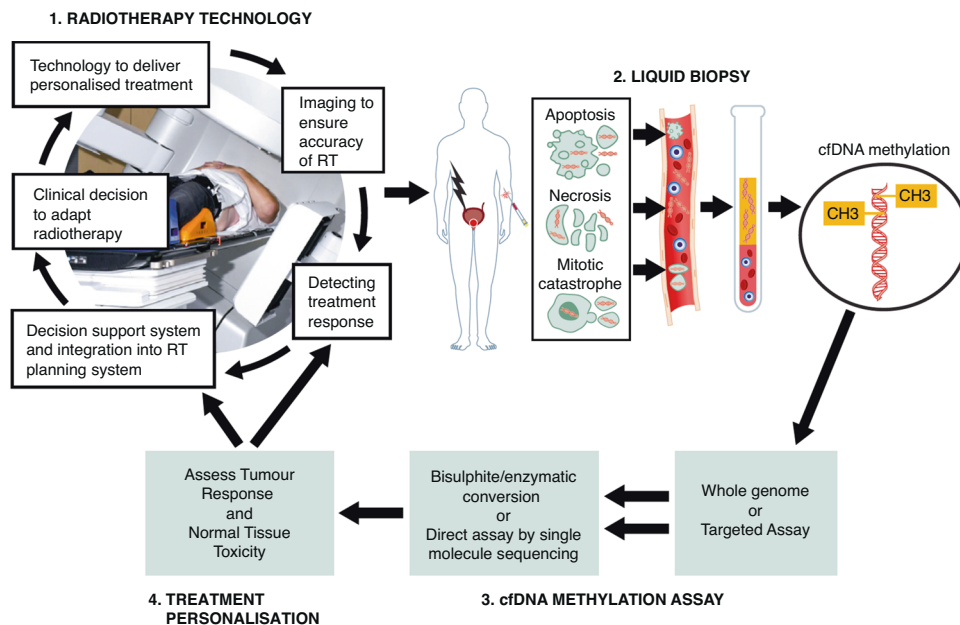 1. RADIOTHERAPY TECHNOLOGY
Technology to deliver
personalised treatment
Imaging to
ensure
accuracy
of RT
Clinical decision
to adapt
radiotherapy
Detecting
treatment
response
Decision support system
and integration into RT
planning system
2. LIQUID BIOPSY
Apoptosis
Necrosis
Mitotic
catastrophe
cfDNA methylation
CH3
CH3
Whole genome
or
Targeted Assay
Bisulphite/enzymatic
conversion
or
Direct assay by single
molecule sequencing
3. cfDNA METHYLATION ASSAY
Assess Tumour
Response
and
Normal Tissue
Toxicity
4. TREATMENT
PERSONALISATION